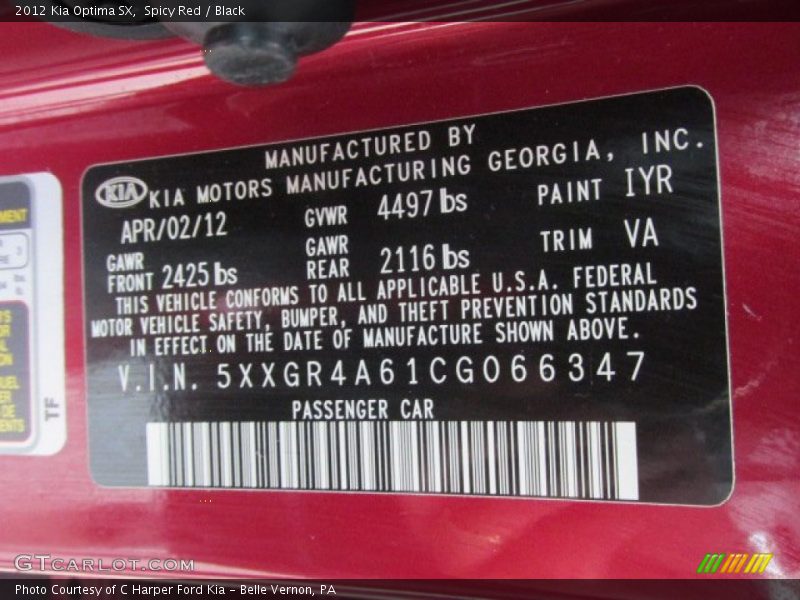 2012 Kia Optima SX, Spicy Red / Black
MANUFACTURED BY
KIA KIA MOTORS MANUFACTURING GEORGIA, INC.
APR/02/12 GVWR 4497 lbs PAINT IYR
GAWR FRONT 2425 lbs GAWR REAR 2116 lbs TRIM VA
THIS VEHICLE CONFORMS TO ALL APPLICABLE U.S.A. FEDERAL
MOTOR VEHICLE SAFETY, BUMPER, AND THEFT PREVENTION STANDARDS
IN EFFECT ON THE DATE OF MANUFACTURE SHOWN ABOVE.
V.I.N. 5XXGR4A61CG066347
PASSENGER CAR
TF
GTCARLOT.COM
Photo Courtesy of C Harper Ford Kia - Belle Vernon, PA